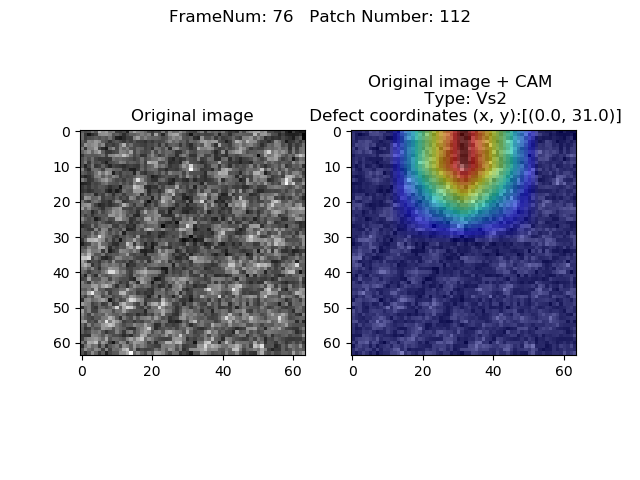 FrameNum: 76   Patch Number: 112
Original image
Original image + CAM
Type: Vs2
Defect coordinates (x, y):[(0.0, 31.0)]
0
10
20
30
40
50
60
0 20 40 60
0
10
20
30
40
50
60
0 20 40 60